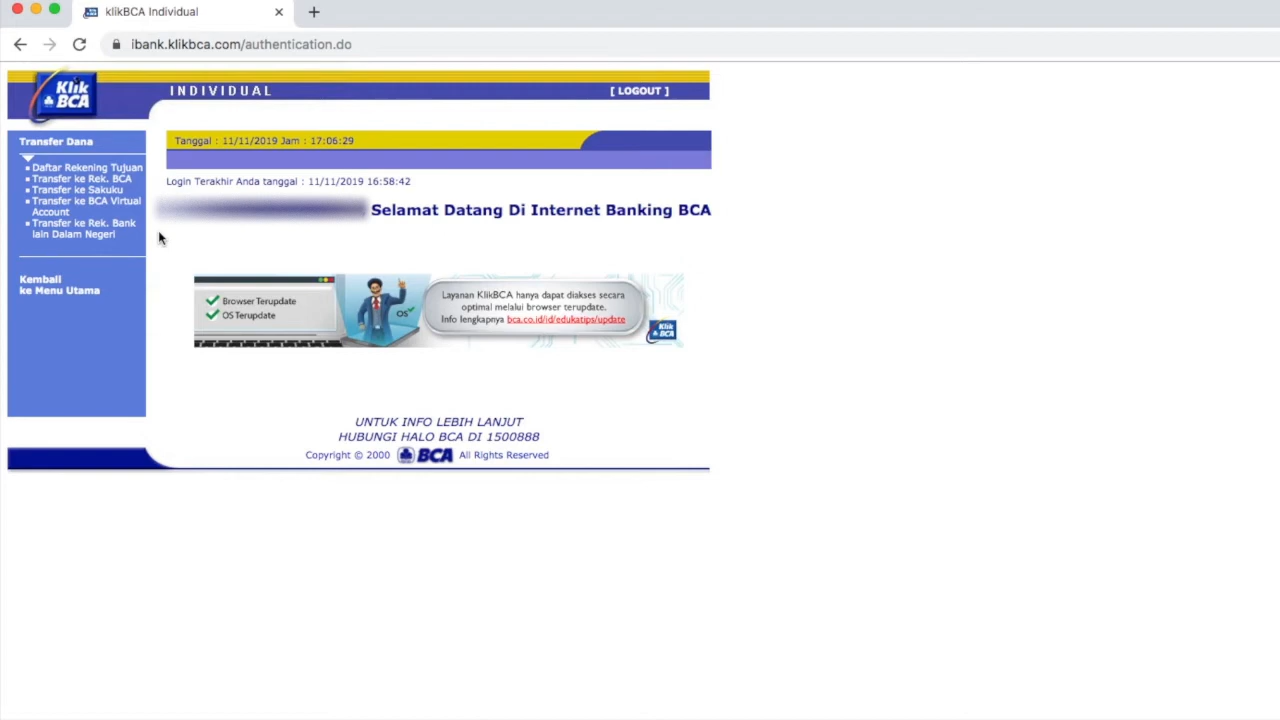 klikBCA Individual
ibank.klikbca.com/authentication.do
Klik
BCA
INDIVIDUAL
[ LOGOUT ]
Transfer Dana
Daftar Rekening Tujuan
Transfer ke Rek. BCA
Transfer ke Sakuku
Transfer ke BCA Virtual
Account
Transfer ke Rek. Bank
lain Dalam Negeri
Kembali
ke Menu Utama
Tanggal : 11/11/2019 Jam : 17:06:29
Login Terakhir Anda tanggal : 11/11/2019 16:58:42
Selamat Datang Di Internet Banking BCA
Browser Terupdate
OS Terupdate
OS
Layanan KlikBCA hanya dapat diakses secara
optimal melalui browser terupdate.
Info lengkapnya bca.co.id/id/edukatips/update
Klik
BCA
UNTUK INFO LEBIH LANJUT
HUBUNGI HALO BCA DI 1500888
Copyright © 2000 BCA All Rights Reserved